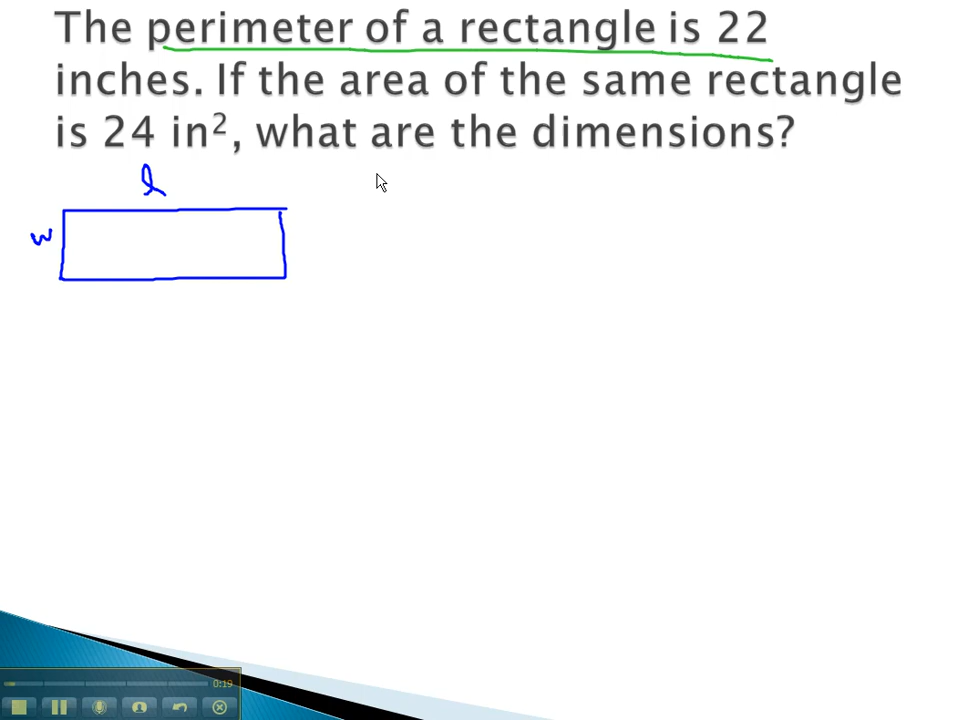 The perimeter of a rectangle is 22
inches. If the area of the same rectangle
is 24 in², what are the dimensions?
l
w
0:19